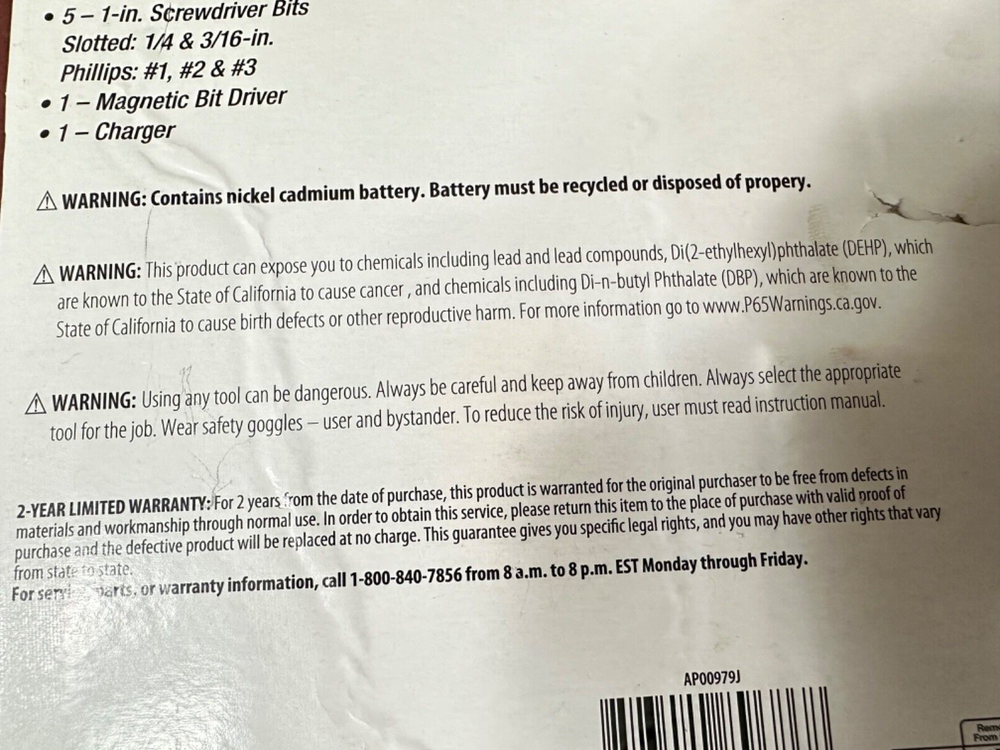 • 5 – 1-in. Screwdriver Bits
Slotted: 1/4 & 3/16-in.
Phillips: #1, #2 & #3
• 1 – Magnetic Bit Driver
• 1 – Charger
⚠ WARNING: Contains nickel cadmium battery. Battery must be recycled or disposed of propery.
⚠ WARNING: This product can expose you to chemicals including lead and lead compounds, Di(2-ethylhexyl)phthalate (DEHP), which
are known to the State of California to cause cancer , and chemicals including Di-n-butyl Phthalate (DBP), which are known to the
State of California to cause birth defects or other reproductive harm. For more information go to www.P65Warnings.ca.gov.
⚠ WARNING: Using any tool can be dangerous. Always be careful and keep away from children. Always select the appropriate
tool for the job. Wear safety goggles – user and bystander. To reduce the risk of injury, user must read instruction manual.
2-YEAR LIMITED WARRANTY: For 2 years from the date of purchase, this product is warranted for the original purchaser to be free from defects in
materials and workmanship through normal use. In order to obtain this service, please return this item to the place of purchase with valid proof of
purchase and the defective product will be replaced at no charge. This guarantee gives you specific legal rights, and you may have other rights that vary
from state to state.
For parts, or warranty information, call 1-800-840-7856 from 8 a.m. to 8 p.m. EST Monday through Friday.
AP00979J
From